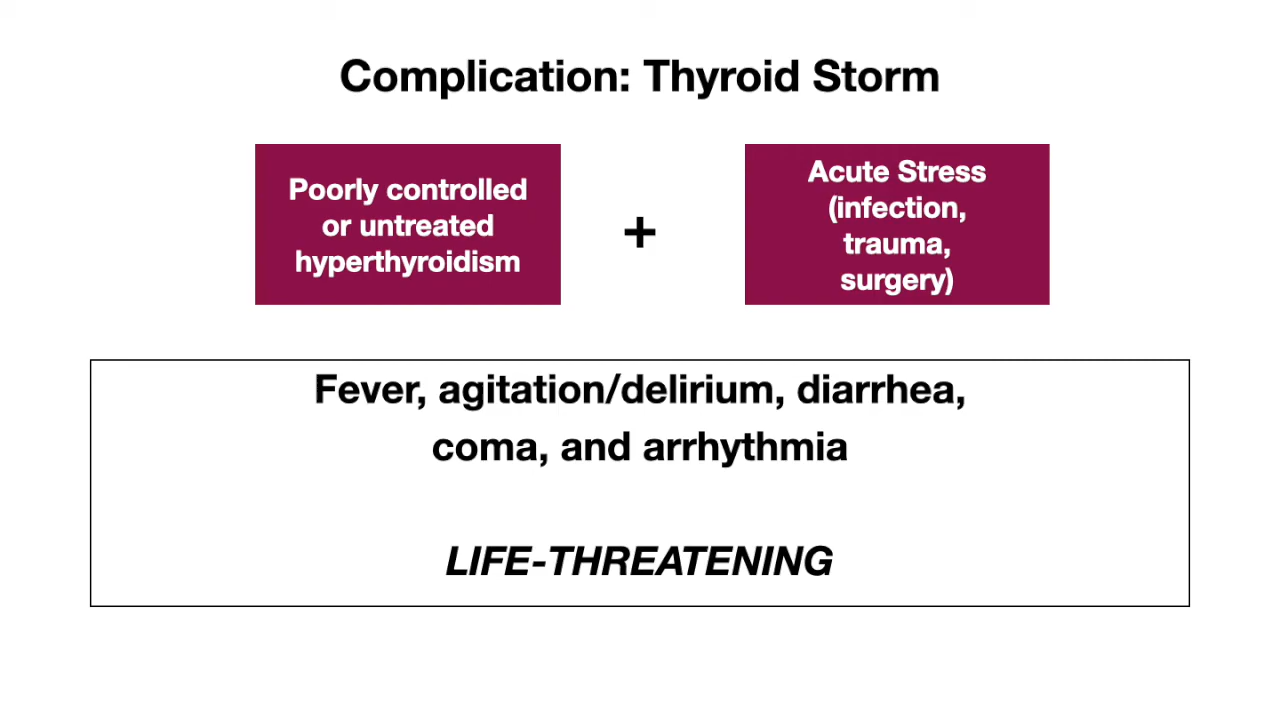 Complication: Thyroid Storm
Poorly controlled
or untreated
hyperthyroidism
+
Acute Stress
(infection,
trauma,
surgery)
Fever, agitation/delirium, diarrhea,
coma, and arrhythmia
LIFE-THREATENING